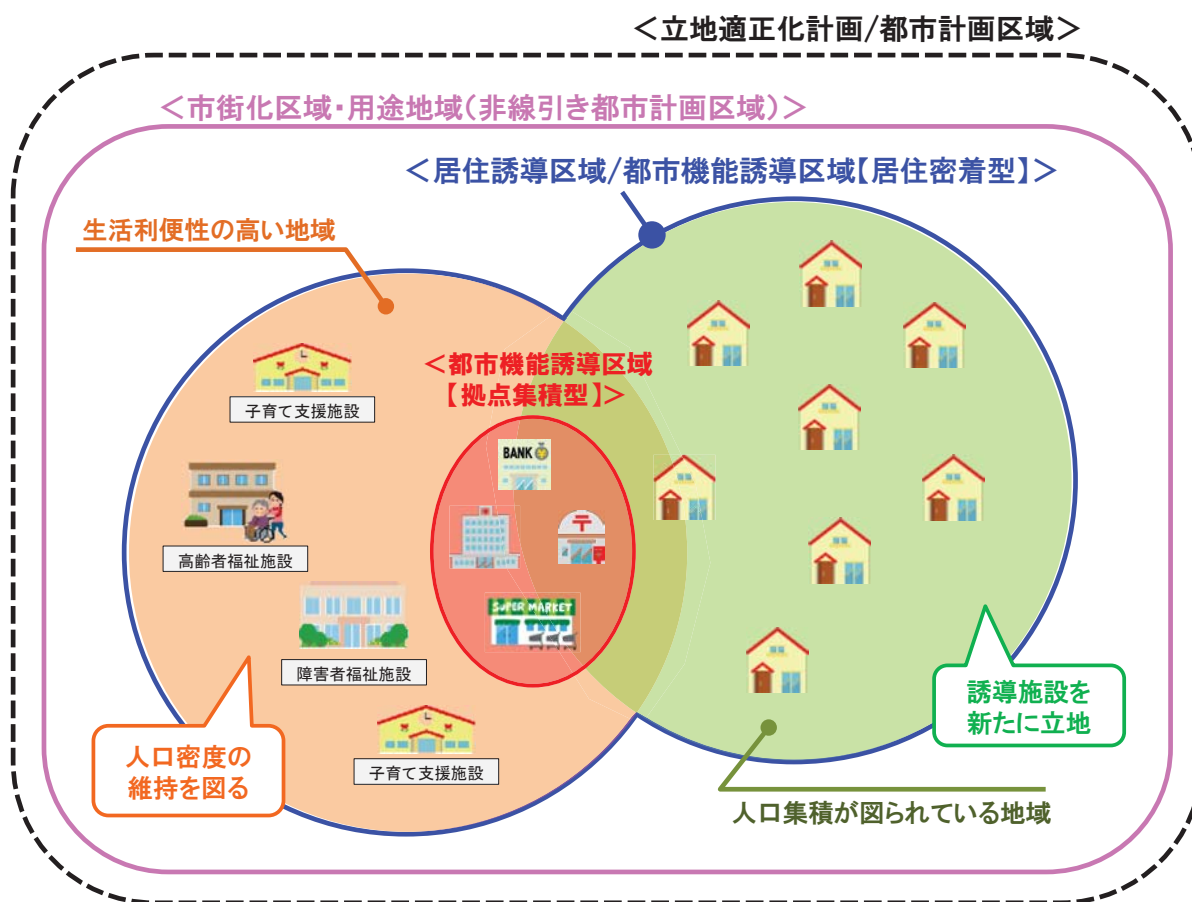 ＜立地適正化計画/都市計画区域＞
＜市街化区域・用途地域(非線引き都市計画区域)＞
＜居住誘導区域/都市機能誘導区域【居住密着型】＞
生活利便性の高い地域
＜都市機能誘導区域
【拠点集積型】＞
子育て支援施設
BANK
高齢者福祉施設
SUPER MARKET
障害者福祉施設
誘導施設を
新たに立地
人口密度の
維持を図る
子育て支援施設
人口集積が図られている地域